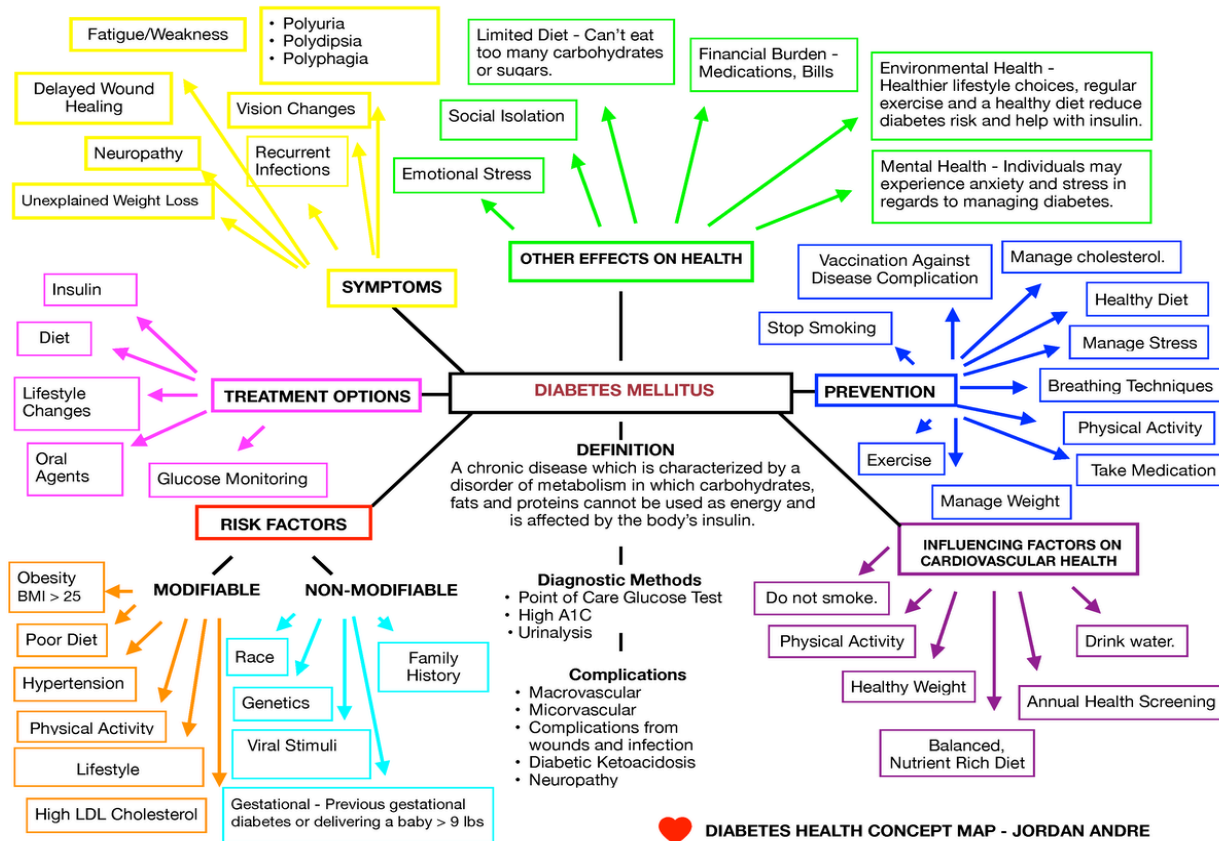 Fatigue/Weakness
• Polyuria
• Polydipsia
• Polyphagia
Delayed Wound
Healing
Vision Changes
Neuropathy
Recurrent
Infections
Unexplained Weight Loss
SYMPTOMS
Limited Diet - Can't eat
too many carbohydrates
or sugars.
Financial Burden -
Medications, Bills
Environmental Health -
Healthier lifestyle choices, regular
exercise and a healthy diet reduce
diabetes risk and help with insulin.
Social Isolation
Emotional Stress
Mental Health - Individuals may
experience anxiety and stress in
regards to managing diabetes.
OTHER EFFECTS ON HEALTH
Insulin
Diet
Lifestyle
Changes
Oral
Agents
Glucose Monitoring
TREATMENT OPTIONS
DIABETES MELLITUS
Vaccination Against
Disease Complication
Manage cholesterol.
Healthy Diet
Stop Smoking
Manage Stress
PREVENTION
Breathing Techniques
Physical Activity
Exercise
Take Medication
Manage Weight
DEFINITION
A chronic disease which is characterized by a
disorder of metabolism in which carbohydrates,
fats and proteins cannot be used as energy and
is affected by the body's insulin.
Diagnostic Methods
• Point of Care Glucose Test
• High A1C
• Urinalysis
Complications
• Macrovascular
• Micorvascular
• Complications from
wounds and infection
• Diabetic Ketoacidosis
• Neuropathy
RISK FACTORS
MODIFIABLE
NON-MODIFIABLE
Obesity
BMI > 25
Poor Diet
Hypertension
Physical Activity
Lifestyle
High LDL Cholesterol
Race
Family
History
Genetics
Viral Stimuli
Gestational - Previous gestational
diabetes or delivering a baby > 9 lbs
INFLUENCING FACTORS ON
CARDIOVASCULAR HEALTH
Do not smoke.
Physical Activity
Drink water.
Healthy Weight
Annual Health Screening
Balanced,
Nutrient Rich Diet
DIABETES HEALTH CONCEPT MAP - JORDAN ANDRE